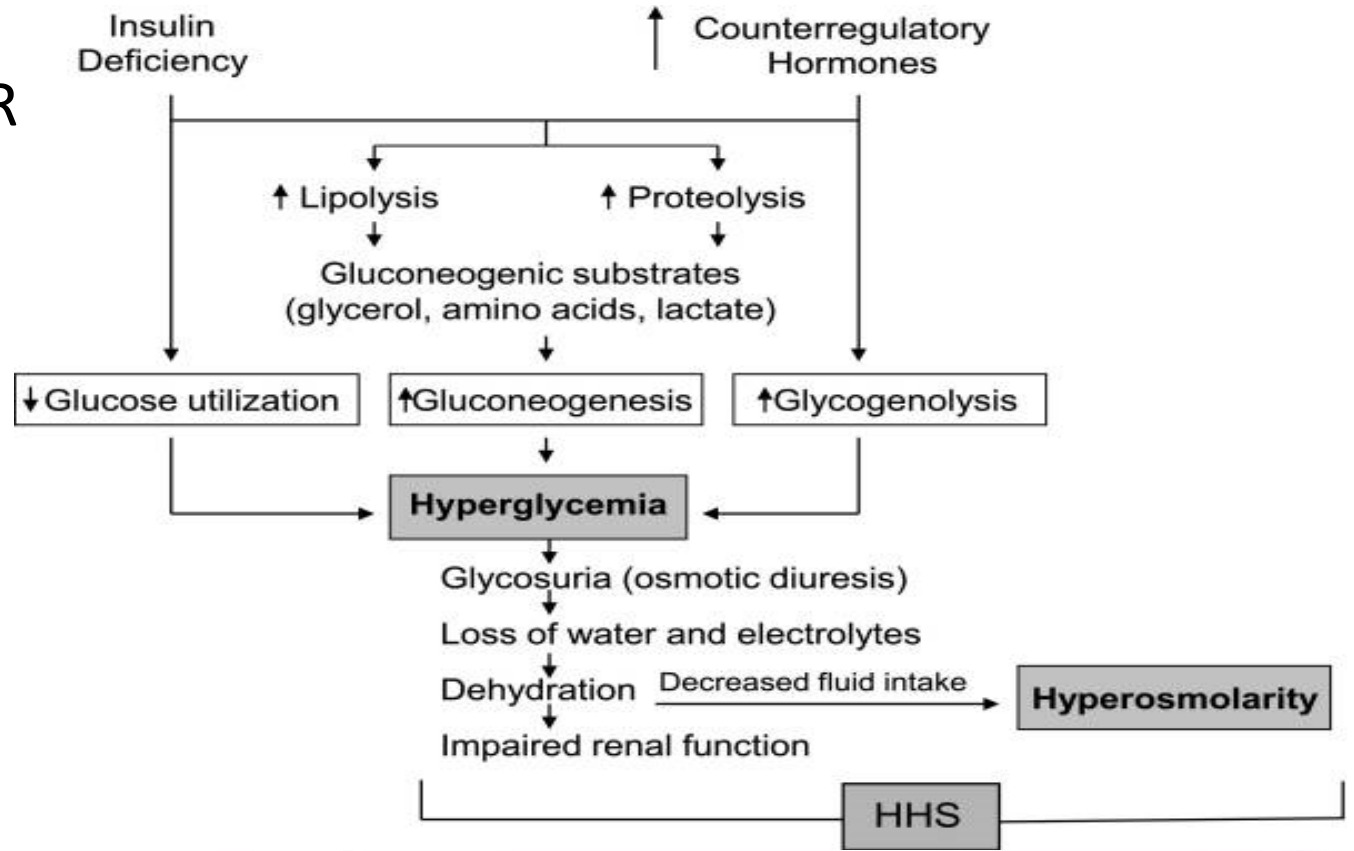 Insulin
Deficiency
↑ Counterregulatory
Hormones
R
↑ Lipolysis
↑ Proteolysis
Gluconeogenic substrates
(glycerol, amino acids, lactate)
↓ Glucose utilization
↑Gluconeogenesis
↑Glycogenolysis
Hyperglycemia
Glycosuria (osmotic diuresis)
Loss of water and electrolytes
Dehydration
Decreased fluid intake
Hyperosmolarity
Impaired renal function
HHS